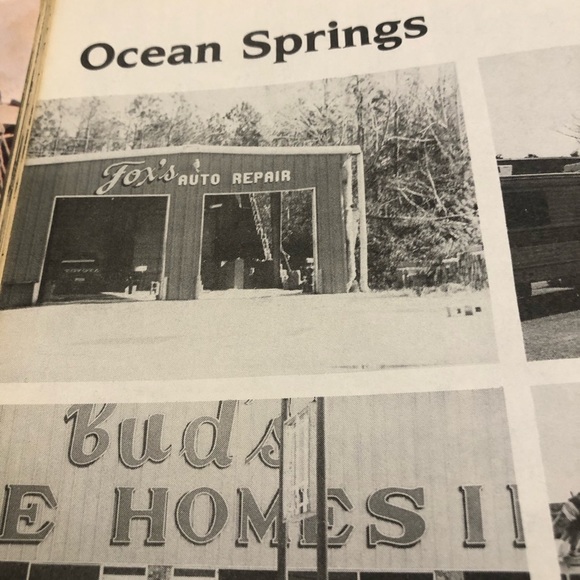 Ocean Springs
Fox's AUTO REPAIR
Bud's
E HOMES I